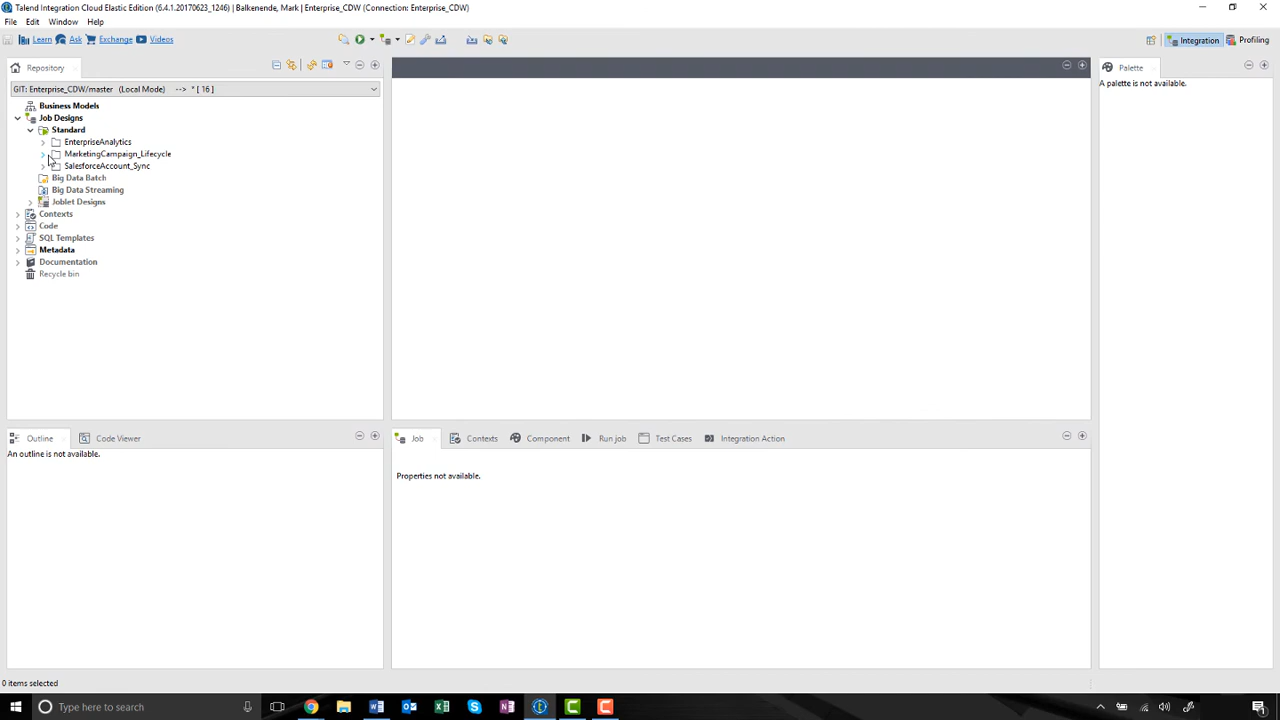 Talend Integration Cloud Elastic Edition (6.4.1.20170623_1246) | Balkenende, Mark | Enterprise_CDW (Connection: Enterprise_CDW)
File Edit Window Help
Learn Ask Exchange Videos
Integration Profiling
Repository
Palette
GIT: Enterprise_CDW/master (Local Mode) --> * [ 16 ]
A palette is not available.
Business Models
Job Designs
Standard
EnterpriseAnalytics
MarketingCampaign_Lifecycle
SalesforceAccount_Sync
Big Data Batch
Big Data Streaming
Joblet Designs
Contexts
Code
SQL Templates
Metadata
Documentation
Recycle bin
Outline Code Viewer
Job Contexts Component Run job Test Cases Integration Action
An outline is not available.
Properties not available.
0 items selected
Type here to search